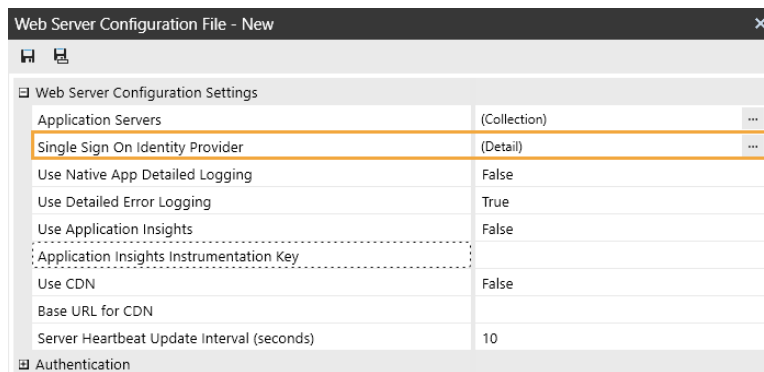 Web Server Configuration File - New
Web Server Configuration Settings
Application Servers (Collection) ...
Single Sign On Identity Provider (Detail) ...
Use Native App Detailed Logging False
Use Detailed Error Logging True
Use Application Insights False
Application Insights Instrumentation Key
Use CDN False
Base URL for CDN
Server Heartbeat Update Interval (seconds) 10
Authentication